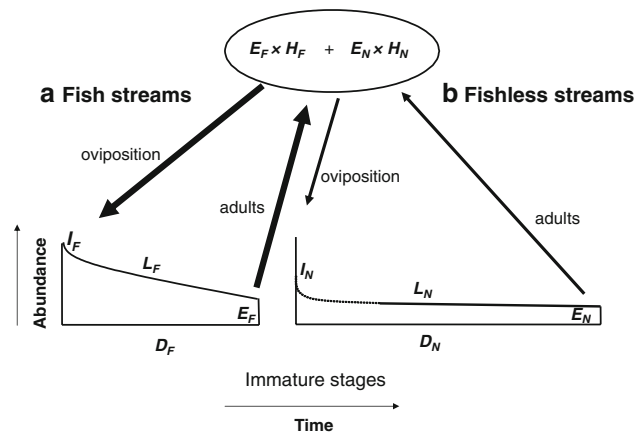 E_F × H_F + E_N × H_N
a Fish streams
b Fishless streams
oviposition
adults
oviposition
adults
Abundance
I_F
L_F
E_F
D_F
I_N
L_N
E_N
D_N
Immature stages
Time